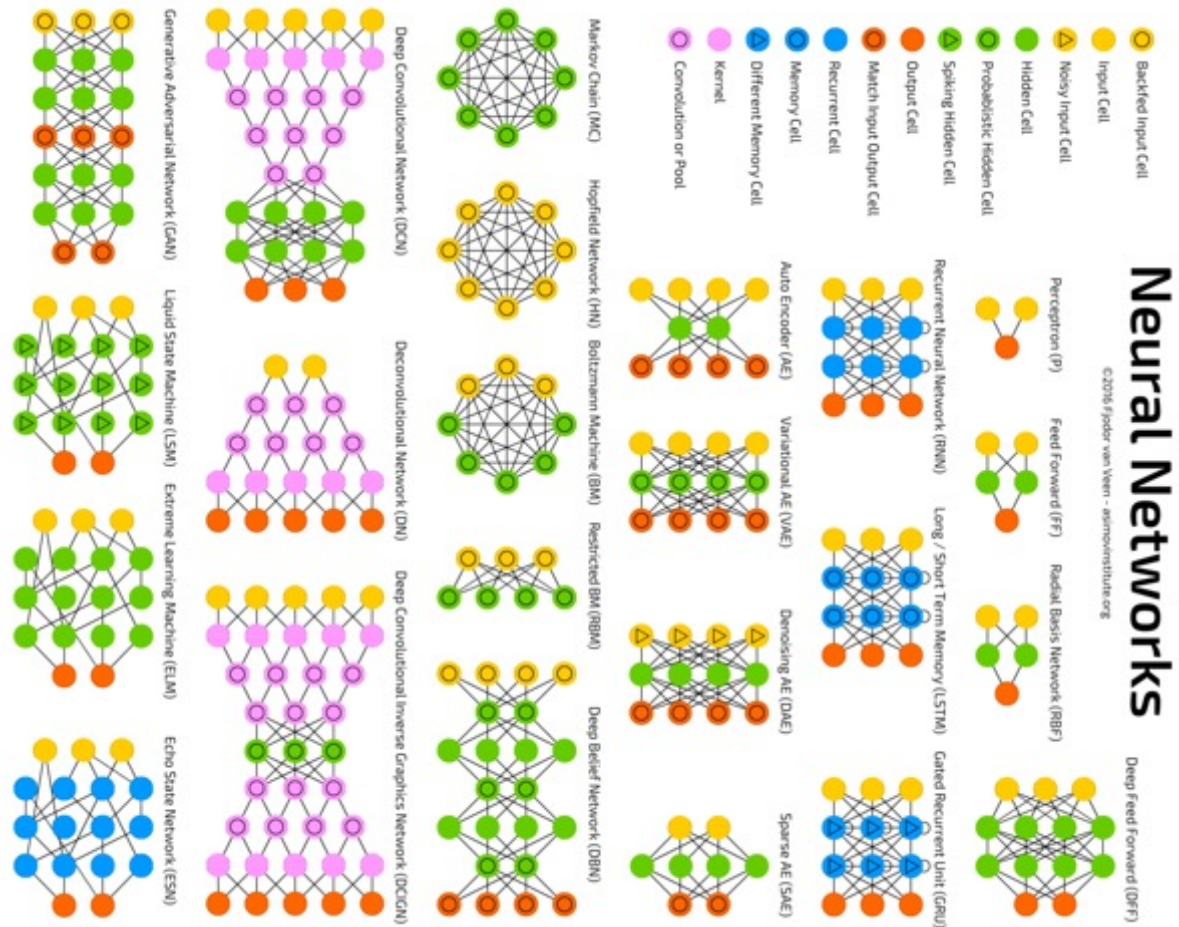 Neural Networks
©2016 Fjodor van Veen - asimovinstitute.org
Backfed Input Cell
Input Cell
Noisy Input Cell
Hidden Cell
Probablistic Hidden Cell
Spiking Hidden Cell
Output Cell
Match Input Output Cell
Recurrent Cell
Memory Cell
Different Memory Cell
Kernel
Convolution or Pool
Perceptron (P)
Feed Forward (FF)
Radial Basis Network (RBF)
Deep Feed Forward (DFF)
Recurrent Neural Network (RNN)
Long / Short Term Memory (LSTM)
Gated Recurrent Unit (GRU)
Auto Encoder (AE)
Variational AE (VAE)
Denoising AE (DAE)
Sparse AE (SAE)
Markov Chain (MC)
Hopfield Network (HN)
Boltzmann Machine (BM)
Restricted BM (RBM)
Deep Belief Network (DBN)
Deep Convolutional Network (DCN)
Deconvolutional Network (DN)
Deep Convolutional Inverse Graphics Network (DCIGN)
Generative Adversarial Network (GAN)
Liquid State Machine (LSM)
Extreme Learning Machine (ELM)
Echo State Network (ESN)